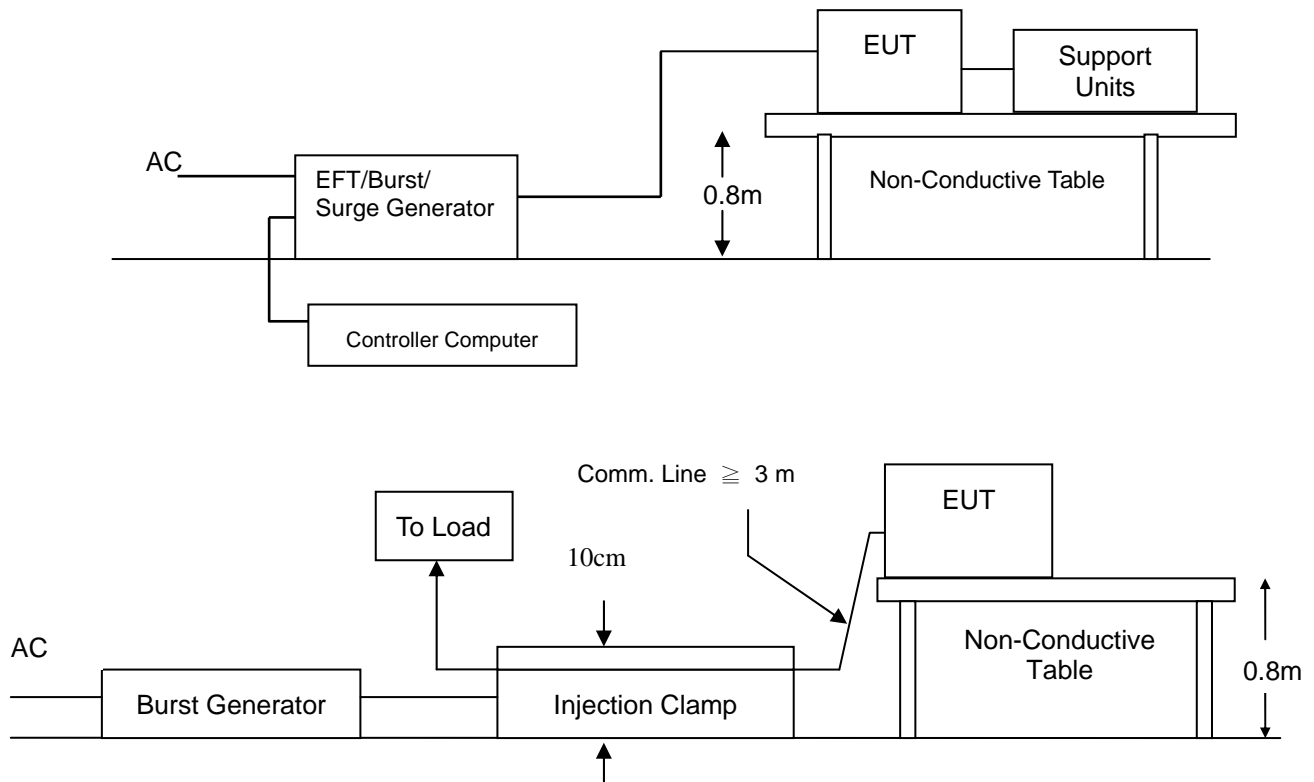 EUT
Support
Units
AC
EFT/Burst/
Surge Generator
0.8m
Non-Conductive Table
Controller Computer
Comm. Line ≧ 3 m
EUT
To Load
10cm
AC
Non-Conductive
Table
0.8m
Burst Generator
Injection Clamp